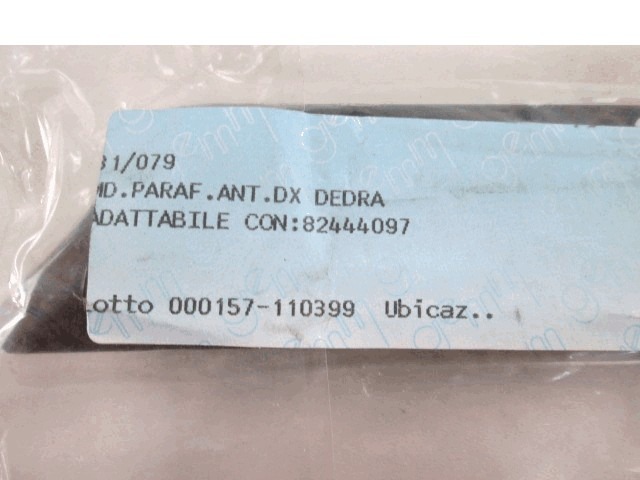 31/079
MD.PARAF.ANT.DX DEDRA
ADATTABILE CON:82444097
Lotto 000157-110399 Ubicaz..